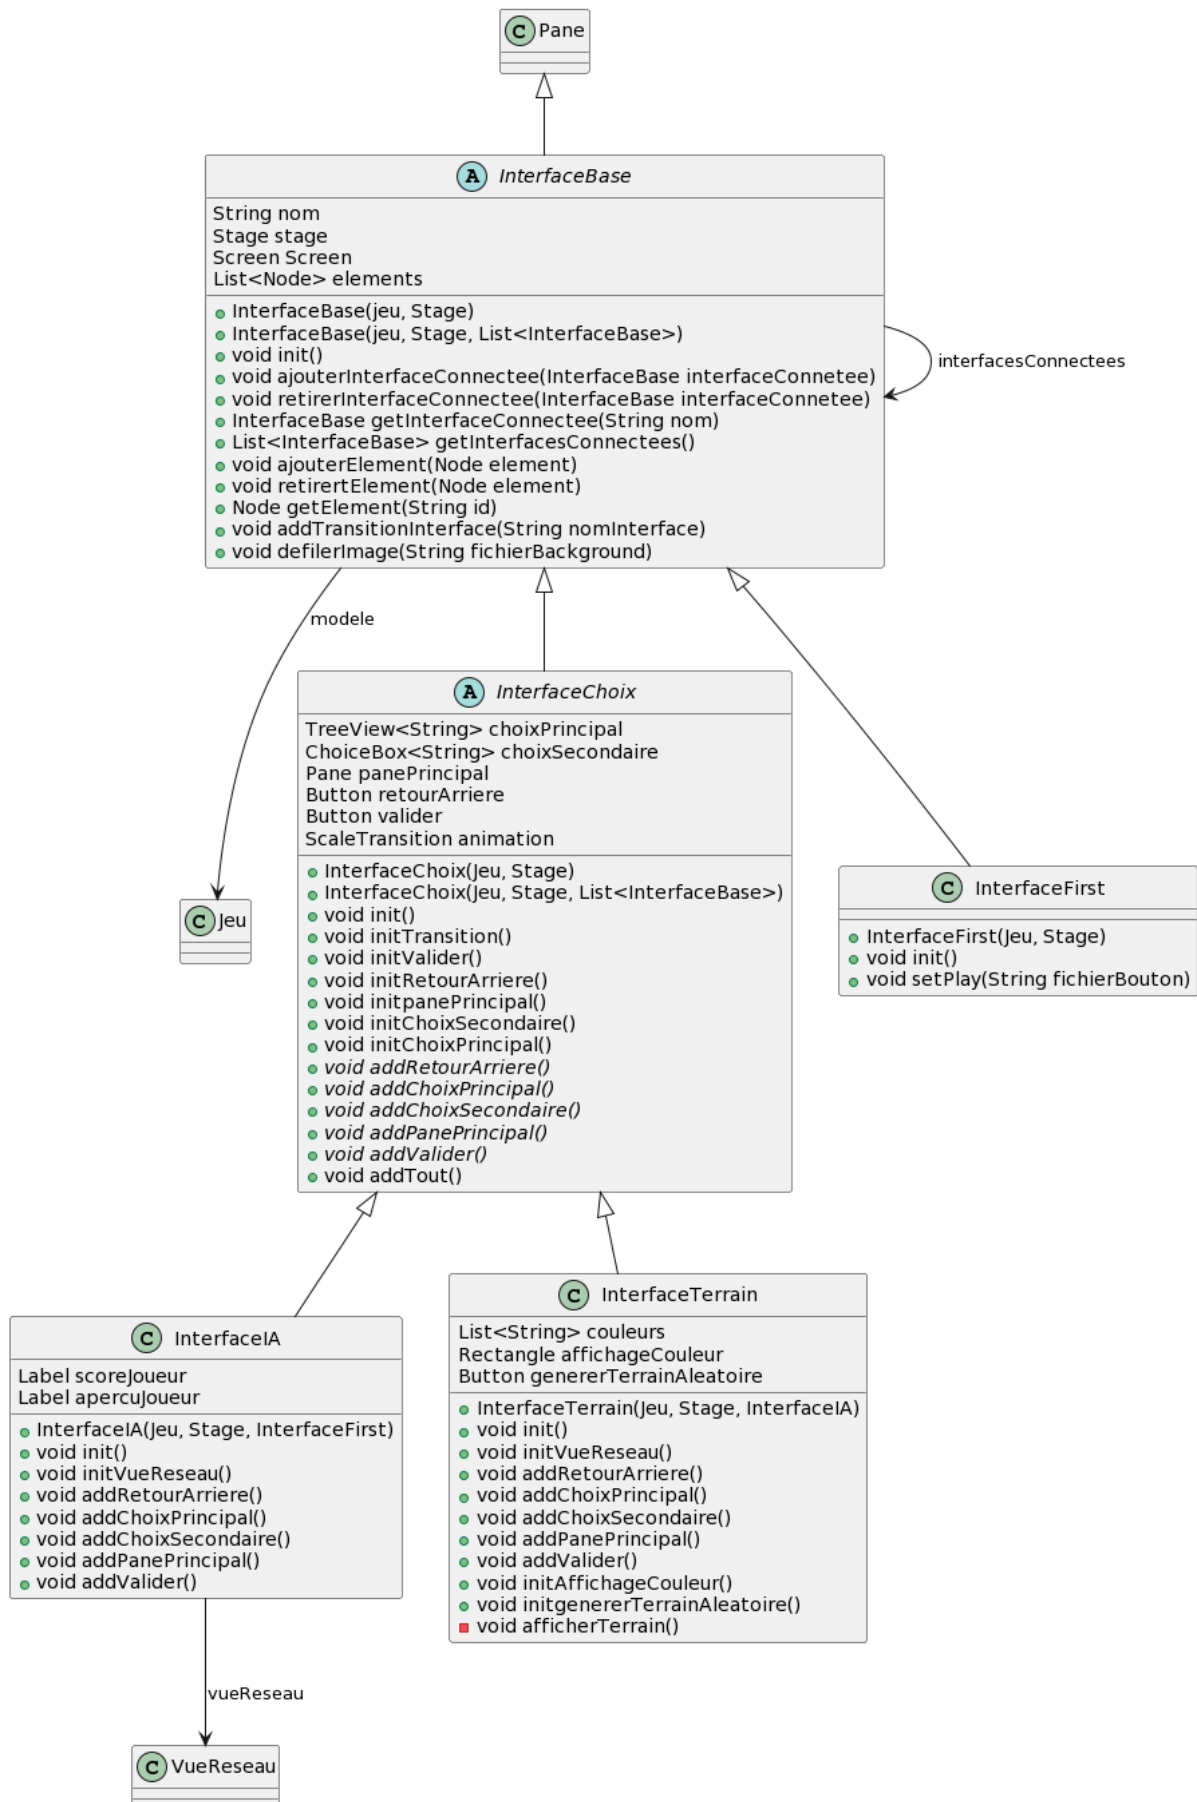 C Pane
A InterfaceBase
String nom
Stage stage
Screen Screen
List<Node> elements
InterfaceBase(jeu, Stage)
InterfaceBase(jeu, Stage, List<InterfaceBase>)
void init()
void ajouterInterfaceConnectee(InterfaceBase interfaceConnetee)
void retirerInterfaceConnectee(InterfaceBase interfaceConnetee)
InterfaceBase getInterfaceConnectee(String nom)
List<InterfaceBase> getInterfacesConnectees()
void ajouterElement(Node element)
void retirertElement(Node element)
Node getElement(String id)
void addTransitionInterface(String nomInterface)
void defilerImage(String fichierBackground)
interfacesConnectees
modele
A InterfaceChoix
TreeView<String> choixPrincipal
ChoiceBox<String> choixSecondaire
Pane panePrincipal
Button retourArriere
Button valider
ScaleTransition animation
InterfaceChoix(Jeu, Stage)
InterfaceChoix(Jeu, Stage, List<InterfaceBase>)
void init()
void initTransition()
void initValider()
void initRetourArriere()
void initpanePrincipal()
void initChoixSecondaire()
void initChoixPrincipal()
void addRetourArriere()
void addChoixPrincipal()
void addChoixSecondaire()
void addPanePrincipal()
void addValider()
void addTout()
C Jeu
C InterfaceFirst
InterfaceFirst(Jeu, Stage)
void init()
void setPlay(String fichierBouton)
C InterfaceIA
Label scoreJoueur
Label apercuJoueur
InterfaceIA(Jeu, Stage, InterfaceFirst)
void init()
void initVueReseau()
void addRetourArriere()
void addChoixPrincipal()
void addChoixSecondaire()
void addPanePrincipal()
void addValider()
C InterfaceTerrain
List<String> couleurs
Rectangle affichageCouleur
Button genererTerrainAleatoire
InterfaceTerrain(Jeu, Stage, InterfaceIA)
void init()
void initVueReseau()
void addRetourArriere()
void addChoixPrincipal()
void addChoixSecondaire()
void addPanePrincipal()
void addValider()
void initAffichageCouleur()
void initgenererTerrainAleatoire()
void afficherTerrain()
vueReseau
C VueReseau